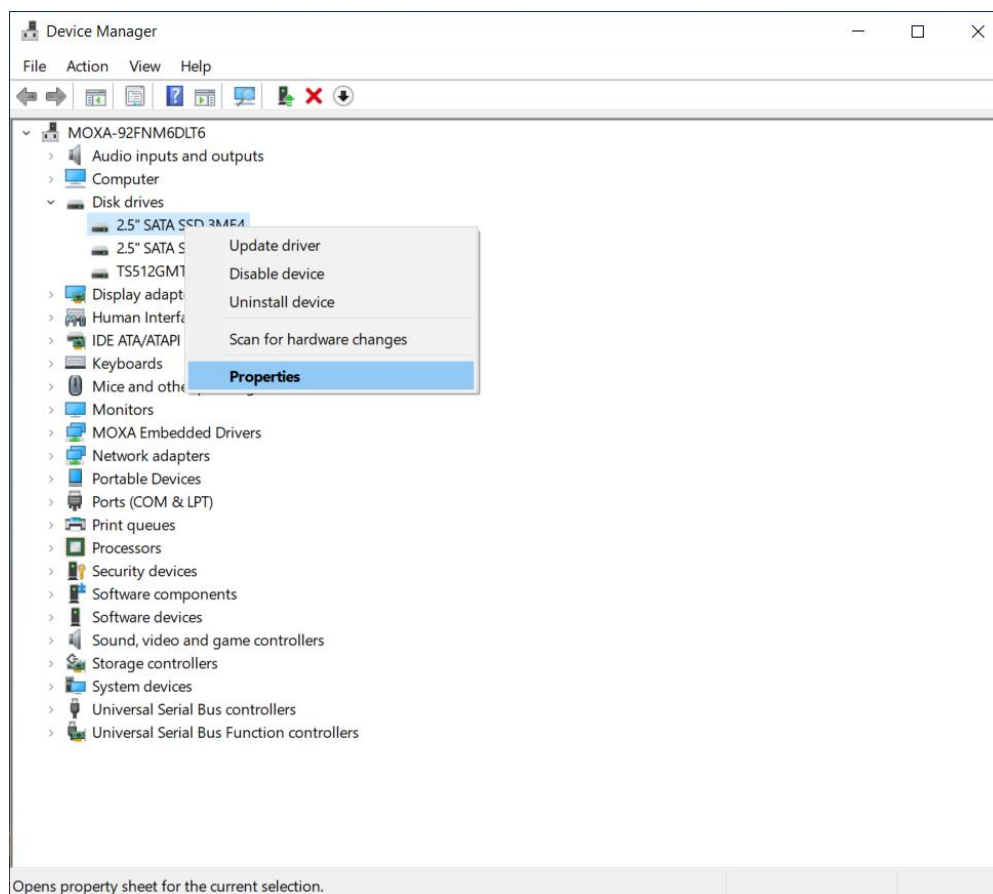 Device Manager
File Action View Help
MOXA-92FNM6DLT6
Audio inputs and outputs
Computer
Disk drives
2.5" SATA SSD 3ME4
2.5" SATA S
TS512GMT
Display adapt
Human Interfa
IDE ATA/ATAPI
Keyboards
Mice and othe
Monitors
MOXA Embedded Drivers
Network adapters
Portable Devices
Ports (COM & LPT)
Print queues
Processors
Security devices
Software components
Software devices
Sound, video and game controllers
Storage controllers
System devices
Universal Serial Bus controllers
Universal Serial Bus Function controllers
Update driver
Disable device
Uninstall device
Scan for hardware changes
Properties
Opens property sheet for the current selection.